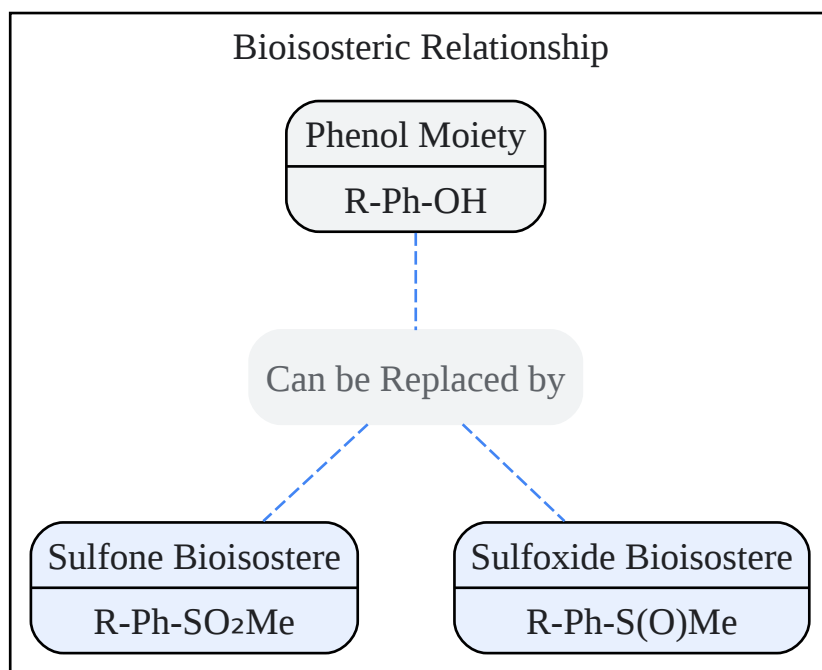 Bioisosteric Relationship
Phenol Moiety
R-Ph-OH
Can be Replaced by
Sulfone Bioisostere
R-Ph-SO₂Me
Sulfoxide Bioisostere
R-Ph-S(O)Me